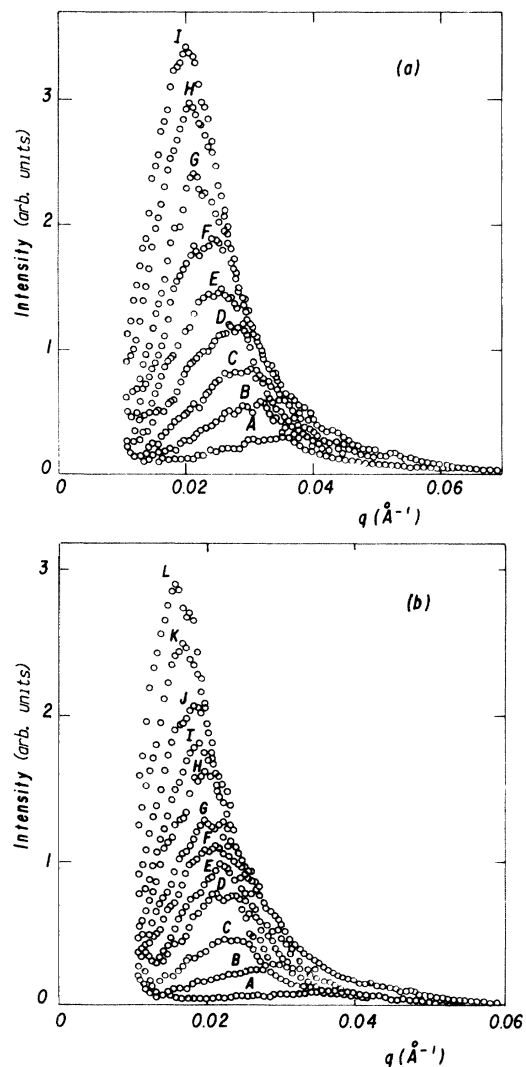 (a)
I
H
G
F
E
D
C
B
A
3
2
1
0
Intensity (arb. units)
0 0.02 0.04 0.06
q (Å⁻¹)
(b)
L
K
J
I
H
G
F
E
D
C
B
A
3
2
1
0
Intensity (arb. units)
0 0.02 0.04 0.06
q (Å⁻¹)